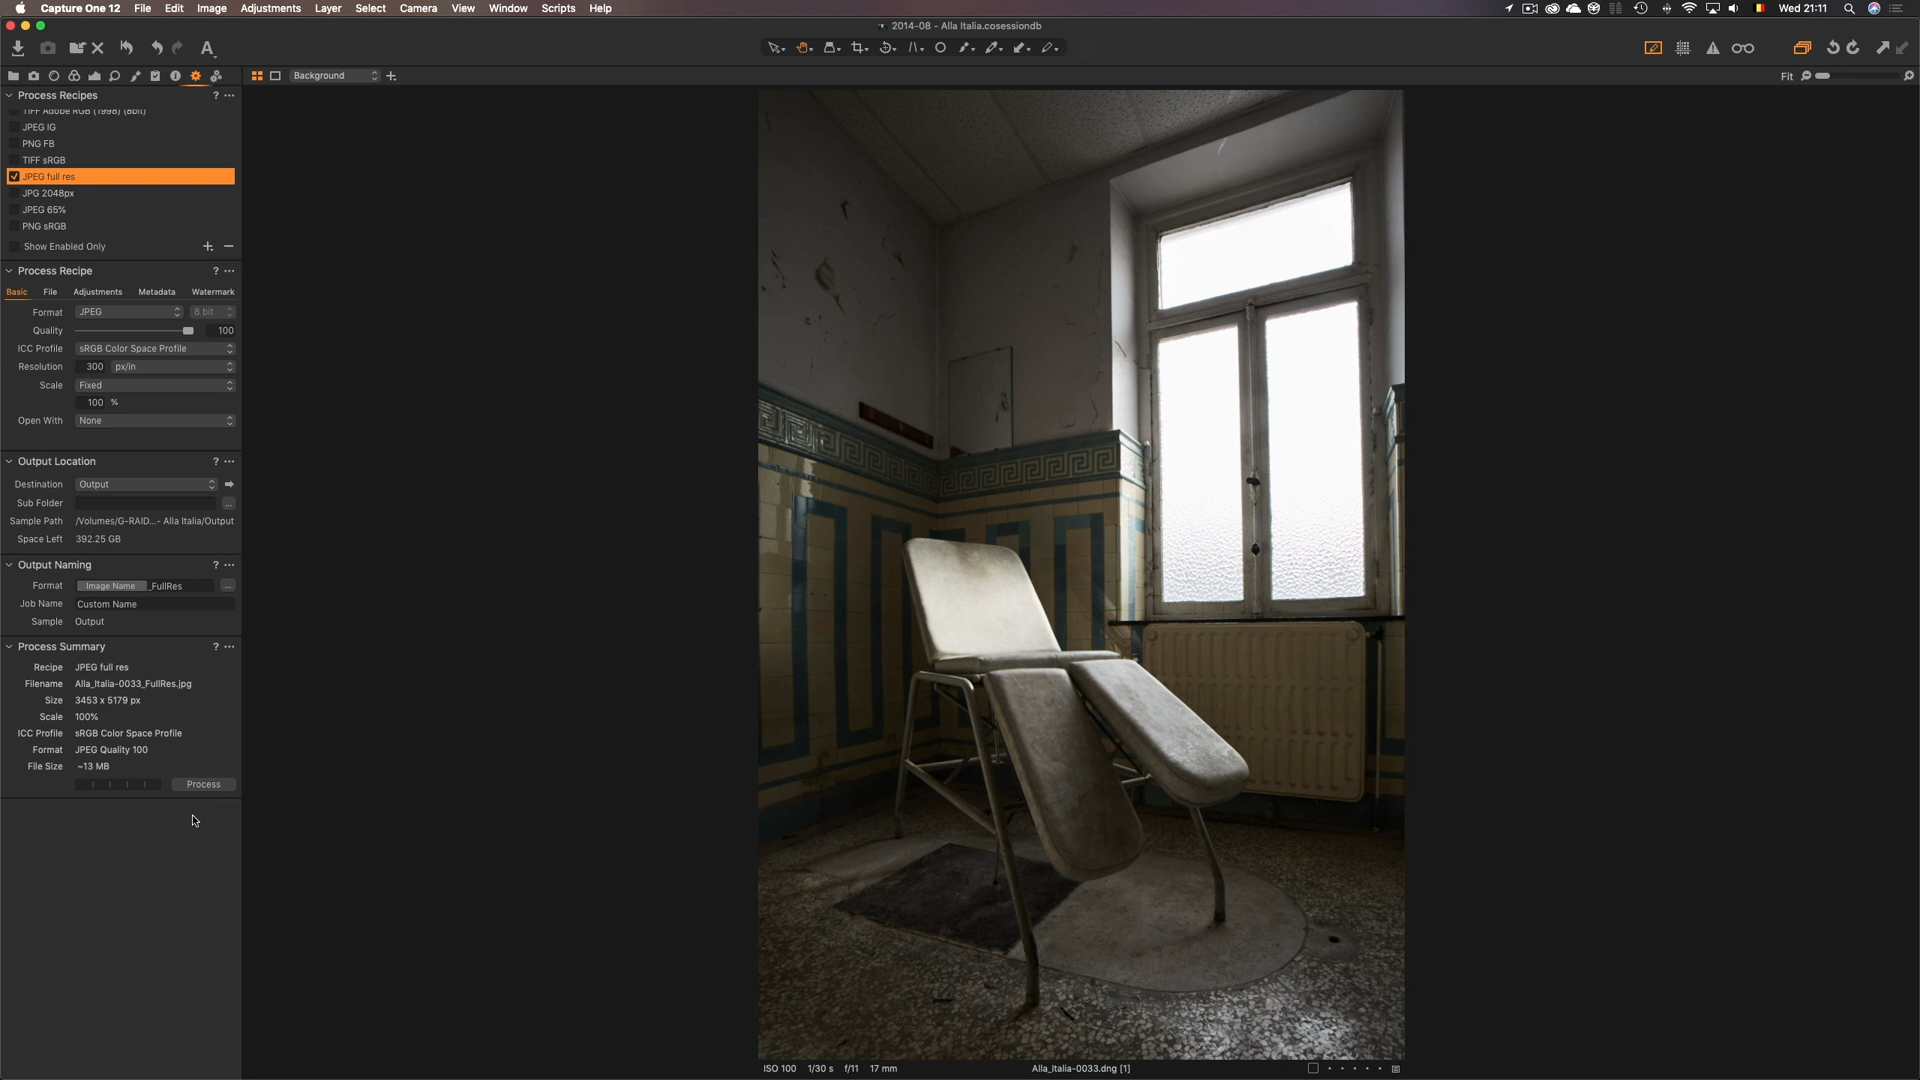 Capture One 12 File Edit Image Adjustments Layer Select Camera View Window Scripts Help Wed 21:11
2014-08 - Alla Italia.cosessiondb
A
Background Fit
Process Recipes ? ...
TIFF Adobe RGB (1998) (8bit)
JPEG IG
PNG FB
TIFF sRGB
JPEG full res
JPG 2048px
JPEG 65%
PNG sRGB
Show Enabled Only + −
Process Recipe ? ...
Basic File Adjustments Metadata Watermark
Format JPEG 8 bit
Quality 100
ICC Profile sRGB Color Space Profile
Resolution 300 px/in
Scale Fixed
100 %
Open With None
Output Location ? ...
Destination Output
Sub Folder ...
Sample Path /Volumes/G-RAID...- Alla Italia/Output
Space Left 392.25 GB
Output Naming ? ...
Format Image Name _FullRes ...
Job Name Custom Name
Sample Output
Process Summary ? ...
Recipe JPEG full res
Filename Alla_Italia-0033_FullRes.jpg
Size 3453 x 5179 px
Scale 100%
ICC Profile sRGB Color Space Profile
Format JPEG Quality 100
File Size ~13 MB
Process
ISO 100 1/30 s f/11 17 mm Alla_Italia-0033.dng [1]